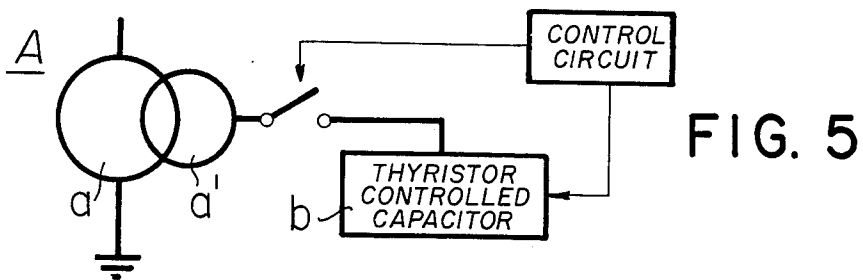 A
CONTROL
CIRCUIT
FIG. 5
THYRISTOR
CONTROLLED
CAPACITOR
a
a'
b